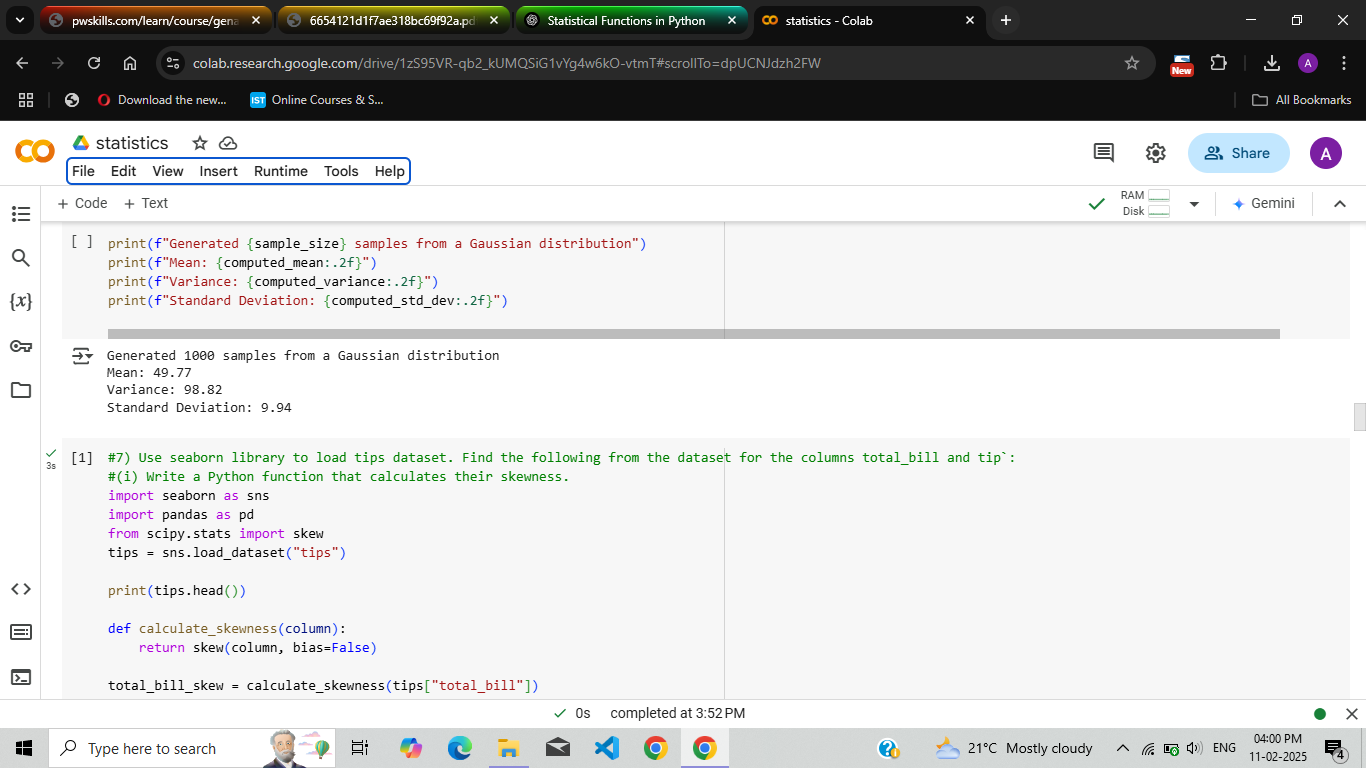 pwskills.com/learn/course/gena
6654121d1f7ae318bc69f92a.pd
Statistical Functions in Python
statistics - Colab
colab.research.google.com/drive/1zS95VR-qb2_kUMQSiG1vYg4w6kO-vtmT#scrollTo=dpUCNJdzh2FW
New
A
Download the new...
IST
Online Courses & S...
All Bookmarks
statistics
File Edit View Insert Runtime Tools Help
Share
A
+ Code + Text
RAM
Disk
Gemini
[ ] print(f"Generated {sample_size} samples from a Gaussian distribution")
print(f"Mean: {computed_mean:.2f}")
print(f"Variance: {computed_variance:.2f}")
print(f"Standard Deviation: {computed_std_dev:.2f}")
Generated 1000 samples from a Gaussian distribution
Mean: 49.77
Variance: 98.82
Standard Deviation: 9.94
3s
[1] #7) Use seaborn library to load tips dataset. Find the following from the dataset for the columns total_bill and tip`:
#(i) Write a Python function that calculates their skewness.
import seaborn as sns
import pandas as pd
from scipy.stats import skew
tips = sns.load_dataset("tips")
print(tips.head())
def calculate_skewness(column):
return skew(column, bias=False)
total_bill_skew = calculate_skewness(tips["total_bill"])
{x}
0s completed at 3:52 PM
Type here to search
21°C Mostly cloudy
ENG
04:00 PM
11-02-2025
4